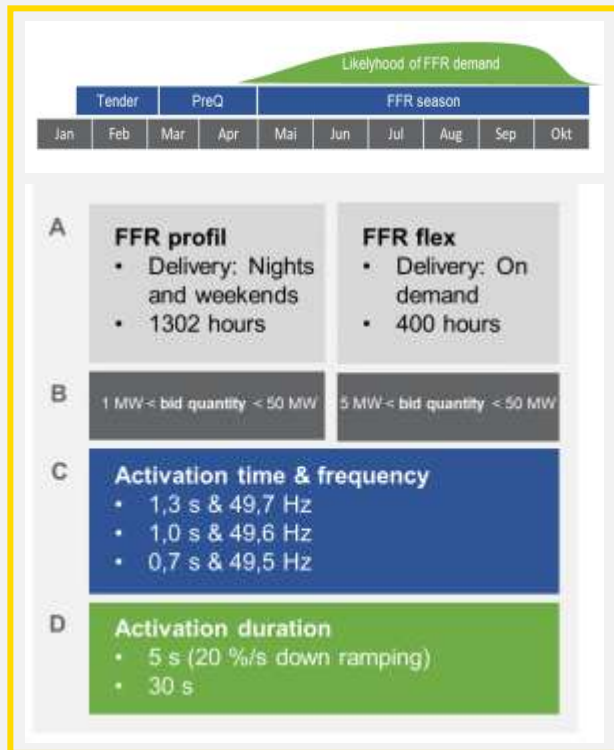 Likelyhood of FFR demand
Tender PreQ FFR season
Jan Feb Mar Apr Mai Jun Jul Aug Sep Okt
A
FFR profil
• Delivery: Nights
and weekends
• 1302 hours
FFR flex
• Delivery: On
demand
• 400 hours
B
1 MW < bid quantity < 50 MW
5 MW < bid quantity < 50 MW
C
Activation time & frequency
• 1,3 s & 49,7 Hz
• 1,0 s & 49,6 Hz
• 0,7 s & 49,5 Hz
D
Activation duration
• 5 s (20 %/s down ramping)
• 30 s